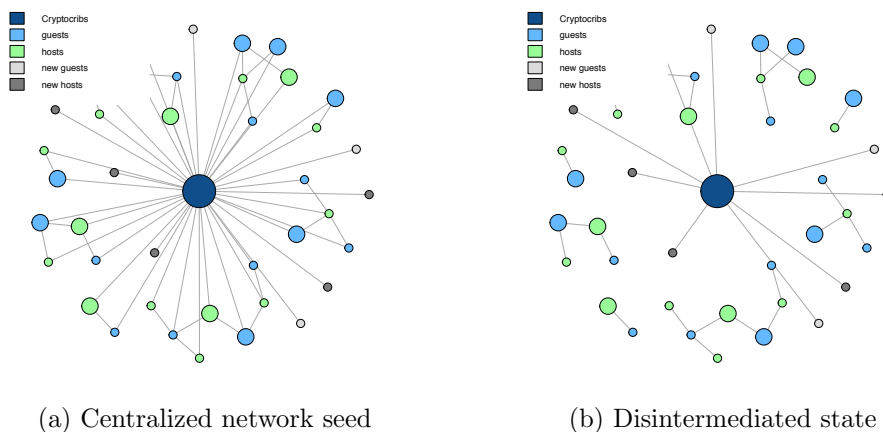 Cryptocribs
guests
hosts
new guests
new hosts
Cryptocribs
guests
hosts
new guests
new hosts
(a) Centralized network seed
(b) Disintermediated state